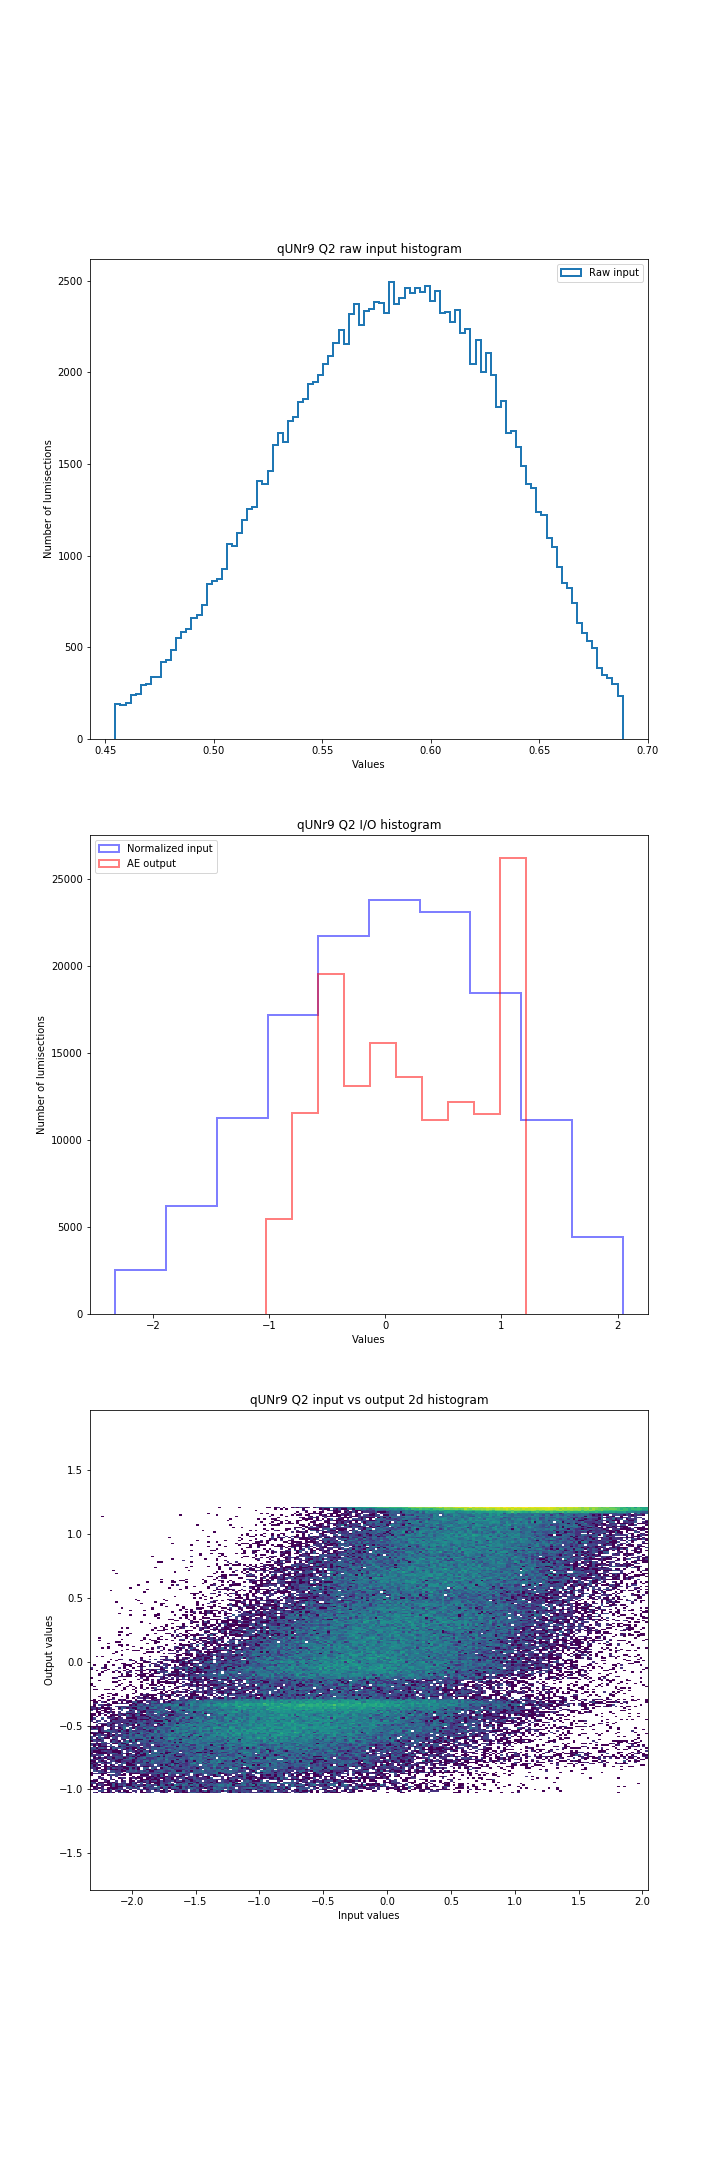 qUNr9 Q2 raw input histogram
Raw input
2500
2000
1500
1000
500
0
Number of lumisections
0.45 0.50 0.55 0.60 0.65 0.70
Values
qUNr9 Q2 I/O histogram
Normalized input
AE output
25000
20000
15000
10000
5000
0
Number of lumisections
−2 −1 0 1 2
Values
qUNr9 Q2 input vs output 2d histogram
1.5
1.0
0.5
0.0
−0.5
−1.0
−1.5
Output values
−2.0 −1.5 −1.0 −0.5 0.0 0.5 1.0 1.5 2.0
Input values